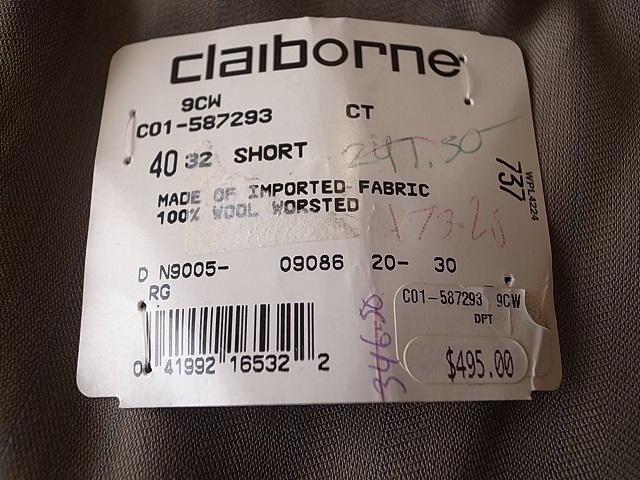 claiborne
9CW
C01-587293 CT
40 32 SHORT
247.50
737
WPL4224
MADE OF IMPORTED FABRIC
100% WOOL WORSTED
173.25
D N9005- 09086 20- 30
RG
346.50
C01-587293 9CW
DPT
$495.00
0 41992 16532 2